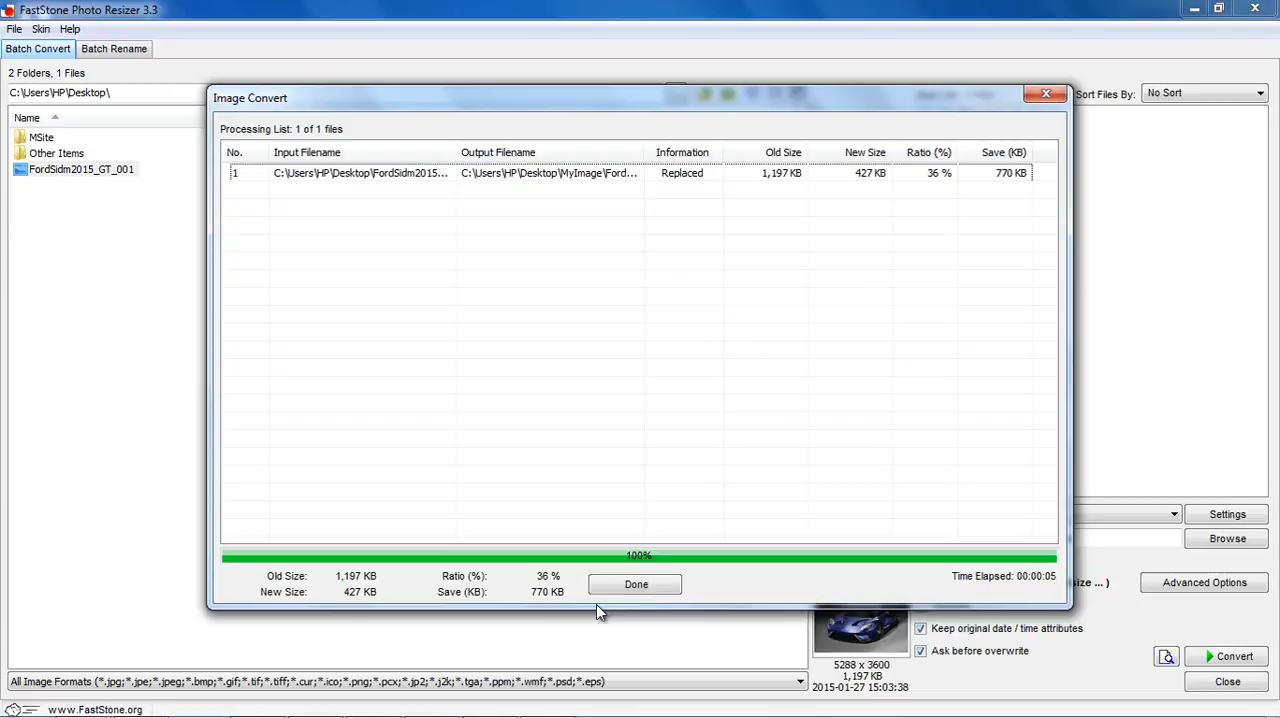 FastStone Photo Resizer 3.3
File Skin Help
Batch Convert Batch Rename
2 Folders, 1 Files
C:\Users\HP\Desktop\
Sort Files By: No Sort
Name
MSite
Other Items
FordSidm2015_GT_001
Image Convert
Processing List: 1 of 1 files
No. Input Filename Output Filename Information Old Size New Size Ratio (%) Save (KB)
1 C:\Users\HP\Desktop\FordSidm2015... C:\Users\HP\Desktop\MyImage\Ford... Replaced 1,197 KB 427 KB 36 % 770 KB
100%
Old Size: 1,197 KB Ratio (%): 36 %
New Size: 427 KB Save (KB): 770 KB
Done
Time Elapsed: 00:00:05
Settings
Browse
size ... )
Advanced Options
Keep original date / time attributes
Ask before overwrite
5288 x 3600
1,197 KB
2015-01-27 15:03:38
Convert
Close
All Image Formats (*.jpg;*.jpe;*.jpeg;*.bmp;*.gif;*.tif;*.tiff;*.cur;*.ico;*.png;*.pcx;*.jp2;*.j2k;*.tga;*.ppm;*.wmf;*.psd;*.eps)
www.FastStone.org